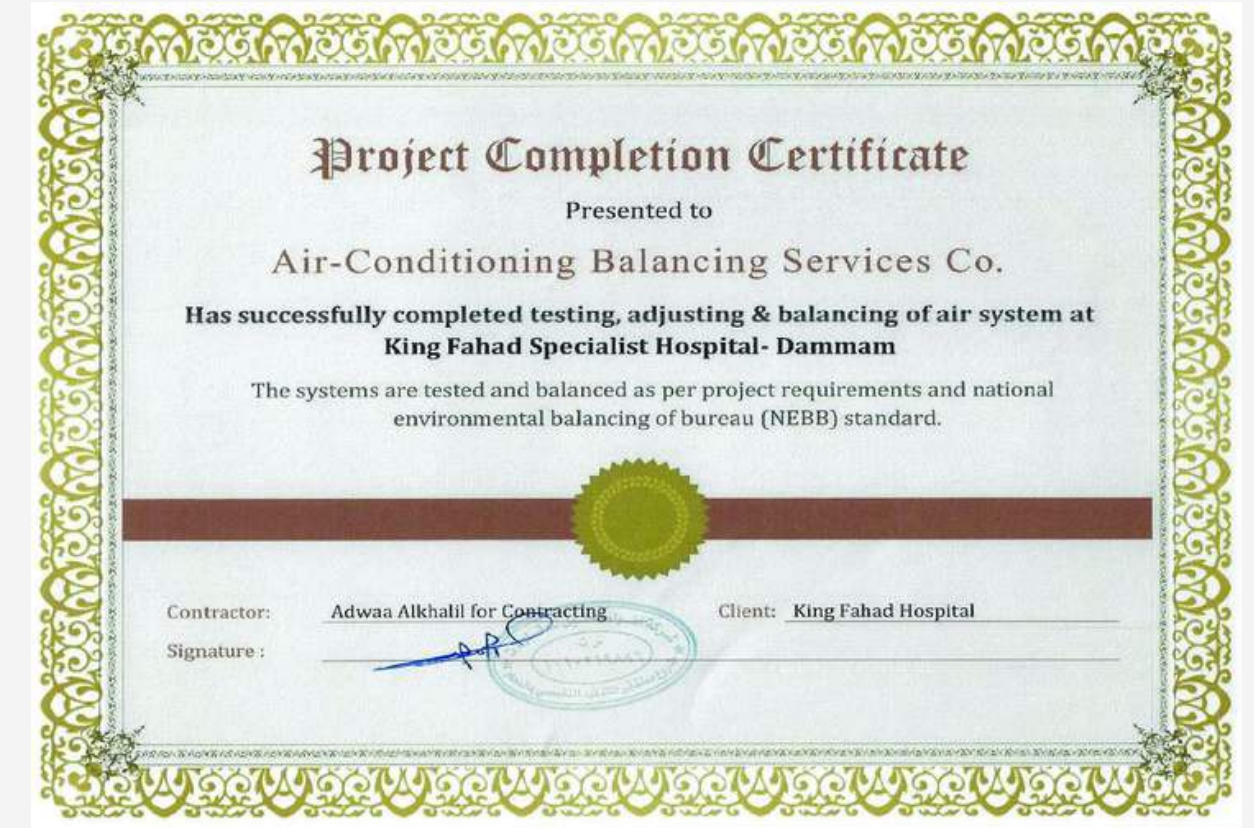 Project Completion Certificate
Presented to
Air-Conditioning Balancing Services Co.
Has successfully completed testing, adjusting & balancing of air system at
King Fahad Specialist Hospital- Dammam
The systems are tested and balanced as per project requirements and national
environmental balancing of bureau (NEBB) standard.
Contractor: Adwaa Alkhalil for Contracting Client: King Fahad Hospital
Signature :